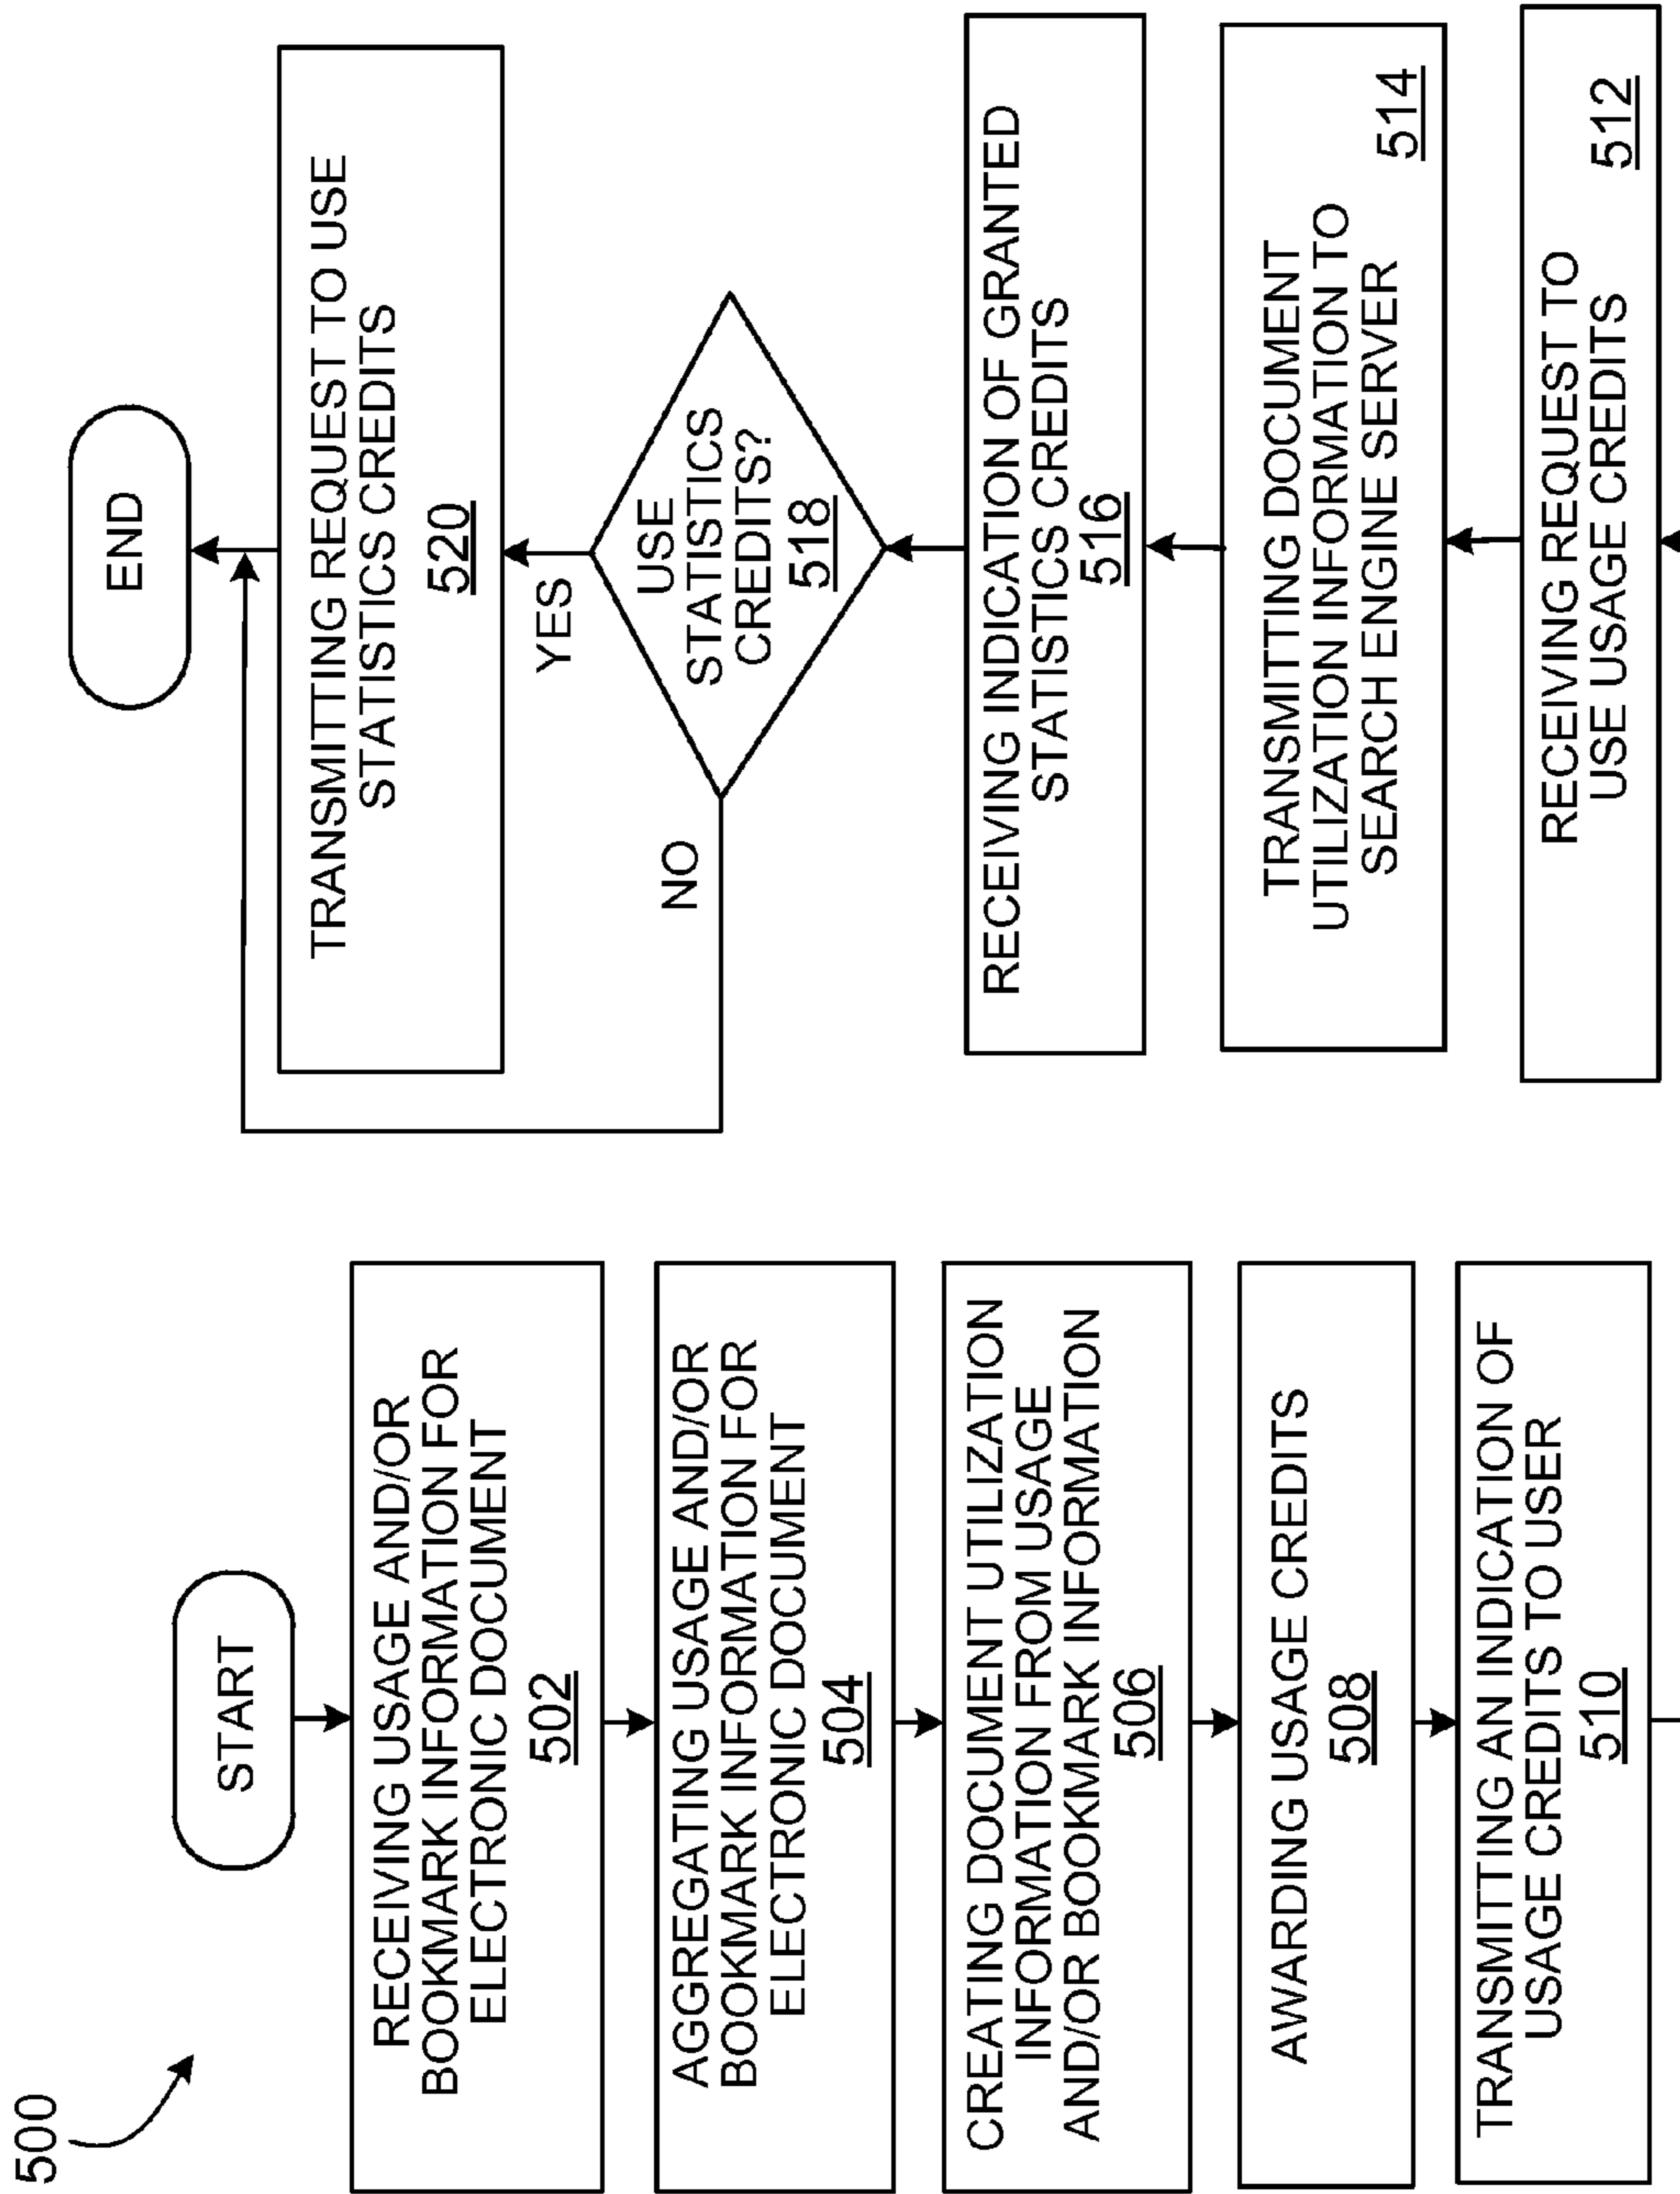 500
START
RECEIVING USAGE AND/OR
BOOKMARK INFORMATION FOR
ELECTRONIC DOCUMENT
502
AGGREGATING USAGE AND/OR
BOOKMARK INFORMATION FOR
ELECTRONIC DOCUMENT
504
CREATING DOCUMENT UTILIZATION
INFORMATION FROM USAGE
AND/OR BOOKMARK INFORMATION
506
AWARDING USAGE CREDITS
508
TRANSMITTING AN INDICATION OF
USAGE CREDITS TO USER
510
RECEIVING REQUEST TO
USE USAGE CREDITS
512
TRANSMITTING DOCUMENT
UTILIZATION INFORMATION TO
SEARCH ENGINE SERVER
514
RECEIVING INDICATION OF GRANTED
STATISTICS CREDITS
516
USE
STATISTICS
CREDITS?
518
NO
YES
TRANSMITTING REQUEST TO USE
STATISTICS CREDITS
520
END